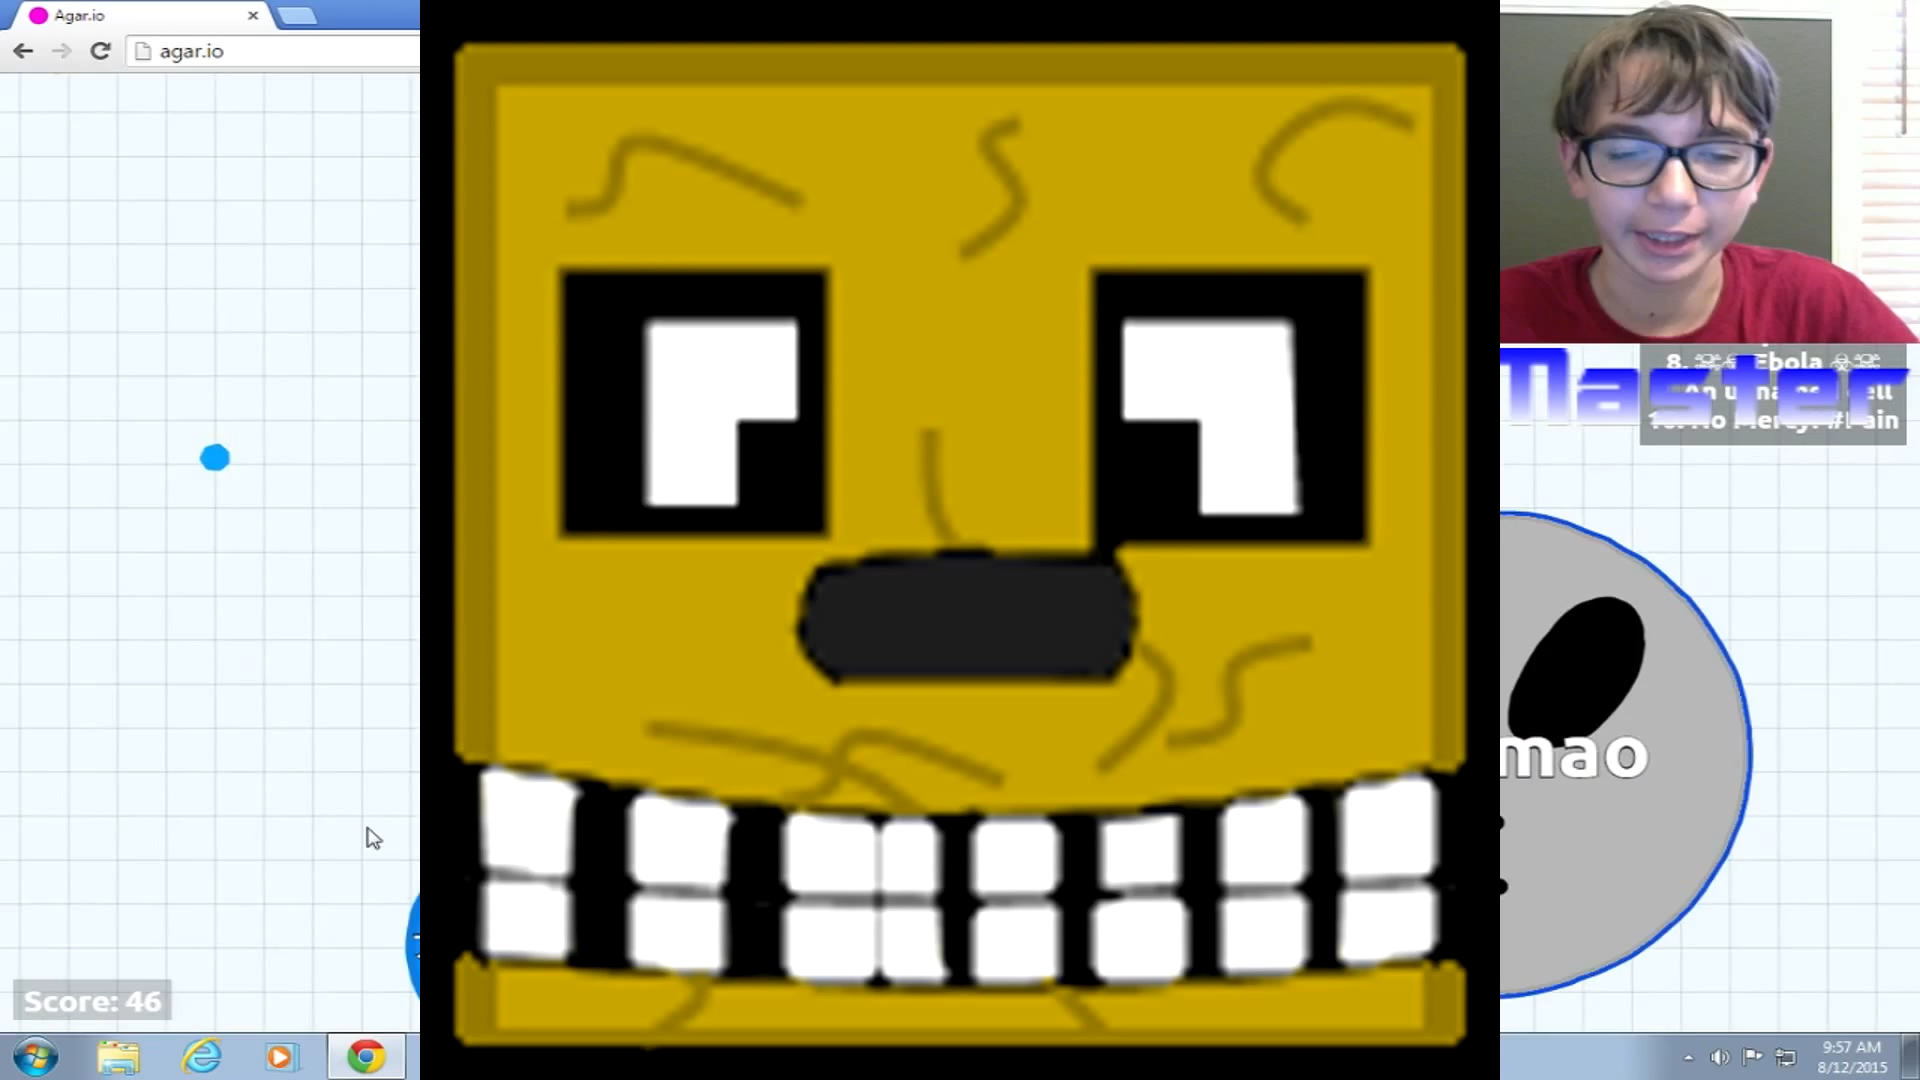 Agar.io
agar.io
8. Ebola
Master
mao
Score: 46
9:57 AM
8/12/2015